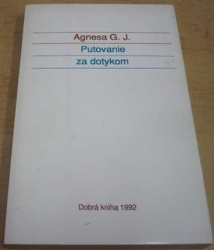 Agnesa G. J.
Putovanie
za dotykom
Dobrá kniha 1992